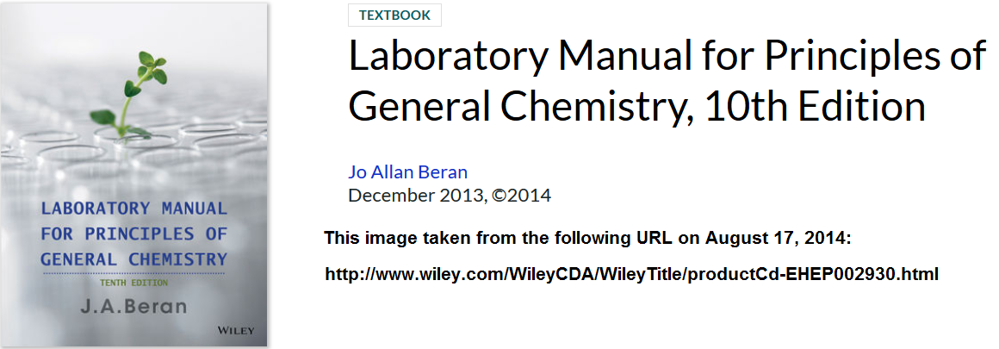 LABORATORY MANUAL
FOR PRINCIPLES OF
GENERAL CHEMISTRY
TENTH EDITION
J.A.Beran
WILEY
TEXTBOOK
Laboratory Manual for Principles of
General Chemistry, 10th Edition
Jo Allan Beran
December 2013, ©2014
This image taken from the following URL on August 17, 2014:
http://www.wiley.com/WileyCDA/WileyTitle/productCd-EHEP002930.html